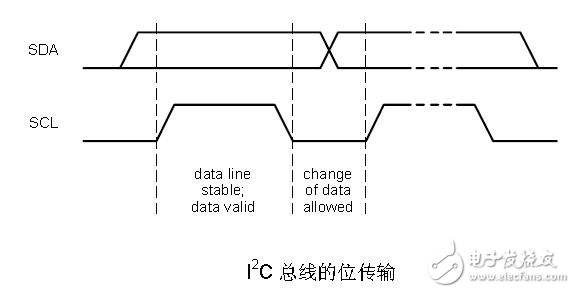 SDA
SCL
data line
stable;
data valid
change
of data
allowed
I²C 总线的位传输
电子发烧友
www.elecfans.com